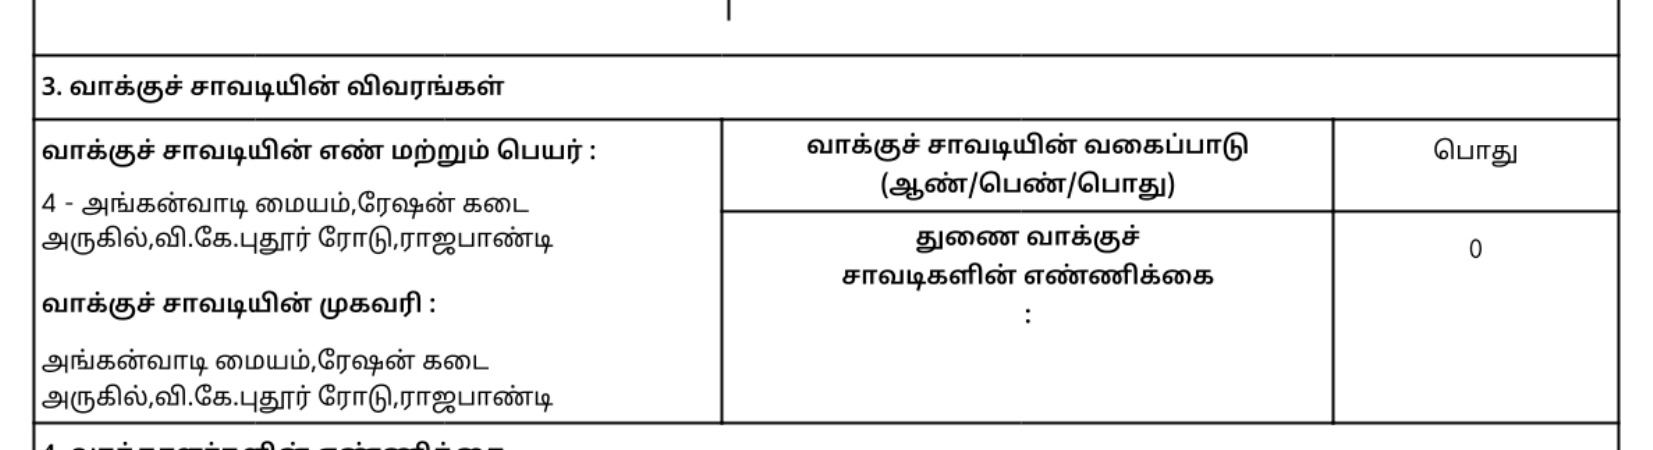 3. வாக்குச் சாவடியின் விவரங்கள்
வாக்குச் சாவடியின் எண் மற்றும் பெயர் :
4 - அங்கன்வாடி மையம்,ரேஷன் கடை
அருகில்,வி.கே.புதூர் ரோடு,ராஜபாண்டி
வாக்குச் சாவடியின் முகவரி :
அங்கன்வாடி மையம்,ரேஷன் கடை
அருகில்,வி.கே.புதூர் ரோடு,ராஜபாண்டி
வாக்குச் சாவடியின் வகைப்பாடு
(ஆண்/பெண்/பொது)
பொது
துணை வாக்குச்
சாவடிகளின் எண்ணிக்கை
:
0